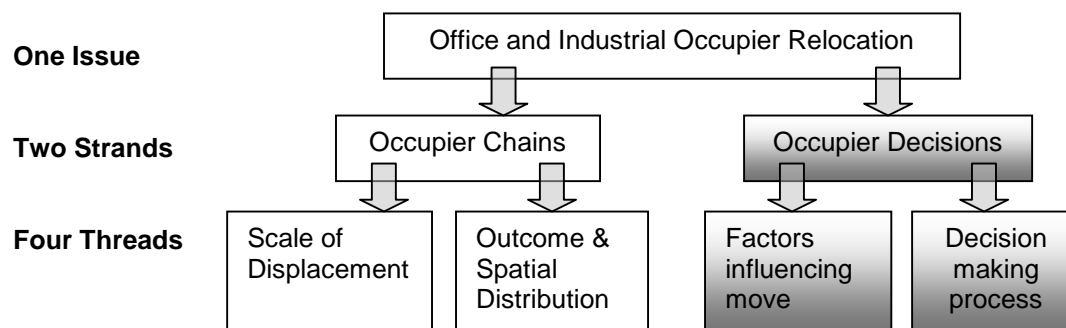 One Issue
Office and Industrial Occupier Relocation
Two Strands
Occupier Chains
Occupier Decisions
Four Threads
Scale of
Displacement
Outcome &
Spatial
Distribution
Factors
influencing
move
Decision
making
process